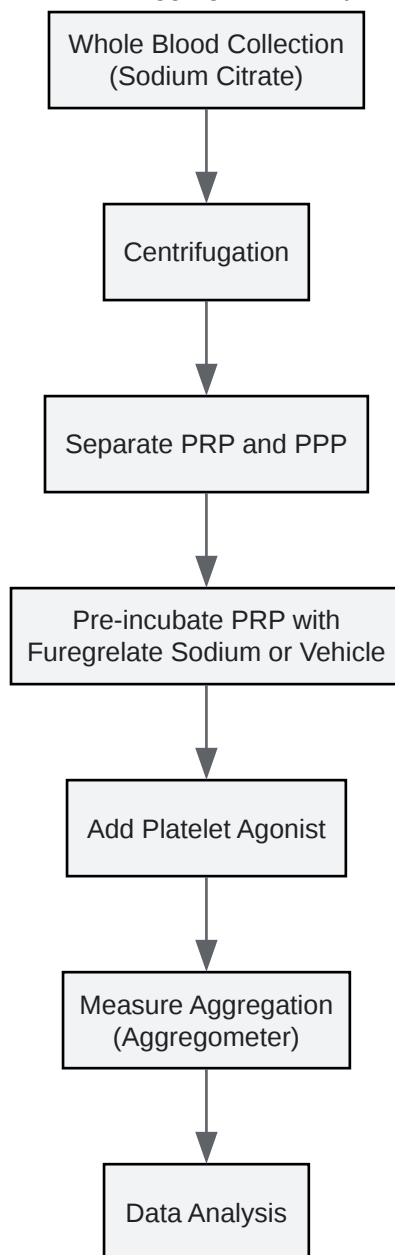 Whole Blood Collection
(Sodium Citrate)
Centrifugation
Separate PRP and PPP
Pre-incubate PRP with
Furegrelate Sodium or Vehicle
Add Platelet Agonist
Measure Aggregation
(Aggregometer)
Data Analysis